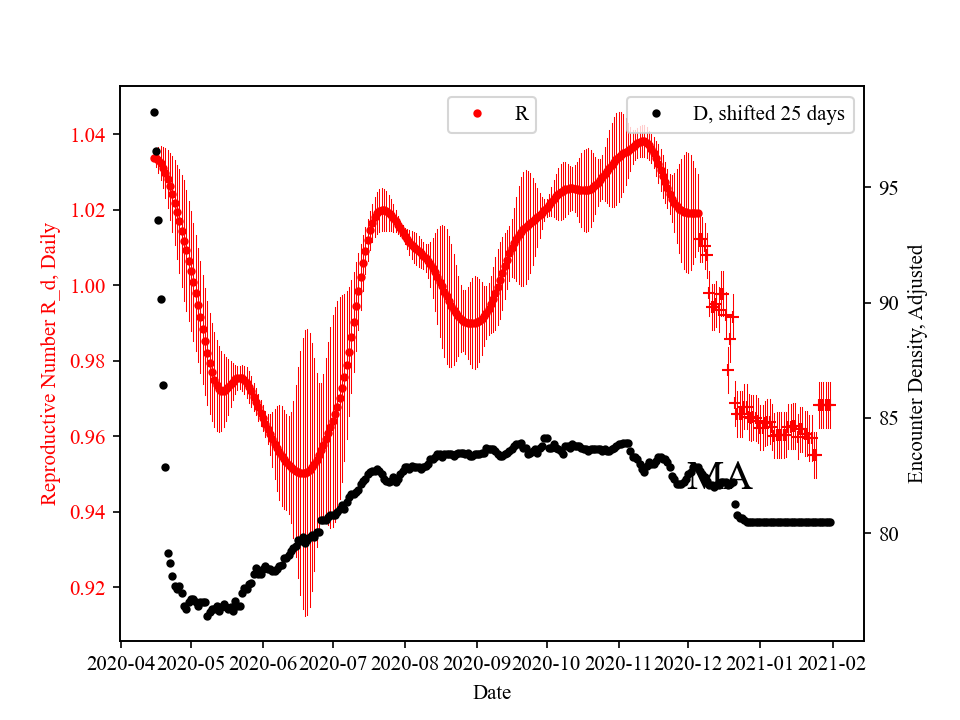 R
D, shifted 25 days
Reproductive Number R_d, Daily
1.04
1.02
1.00
0.98
0.96
0.94
0.92
95
90
85
80
Encounter Density, Adjusted
MA
2020-04 2020-05 2020-06 2020-07 2020-08 2020-09 2020-10 2020-11 2020-12 2021-01 2021-02
Date